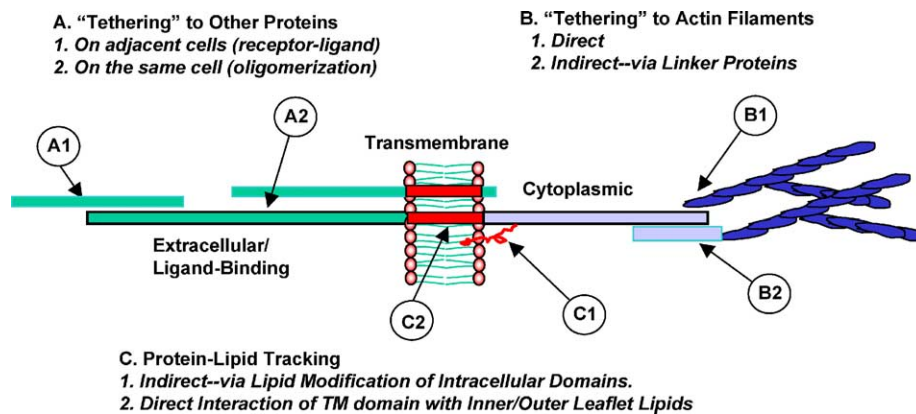 A. “Tethering” to Other Proteins
1. On adjacent cells (receptor-ligand)
2. On the same cell (oligomerization)
B. “Tethering” to Actin Filaments
1. Direct
2. Indirect--via Linker Proteins
A1
A2
Transmembrane
B1
Cytoplasmic
Extracellular/
Ligand-Binding
C2
C1
B2
C. Protein-Lipid Tracking
1. Indirect--via Lipid Modification of Intracellular Domains.
2. Direct Interaction of TM domain with Inner/Outer Leaflet Lipids